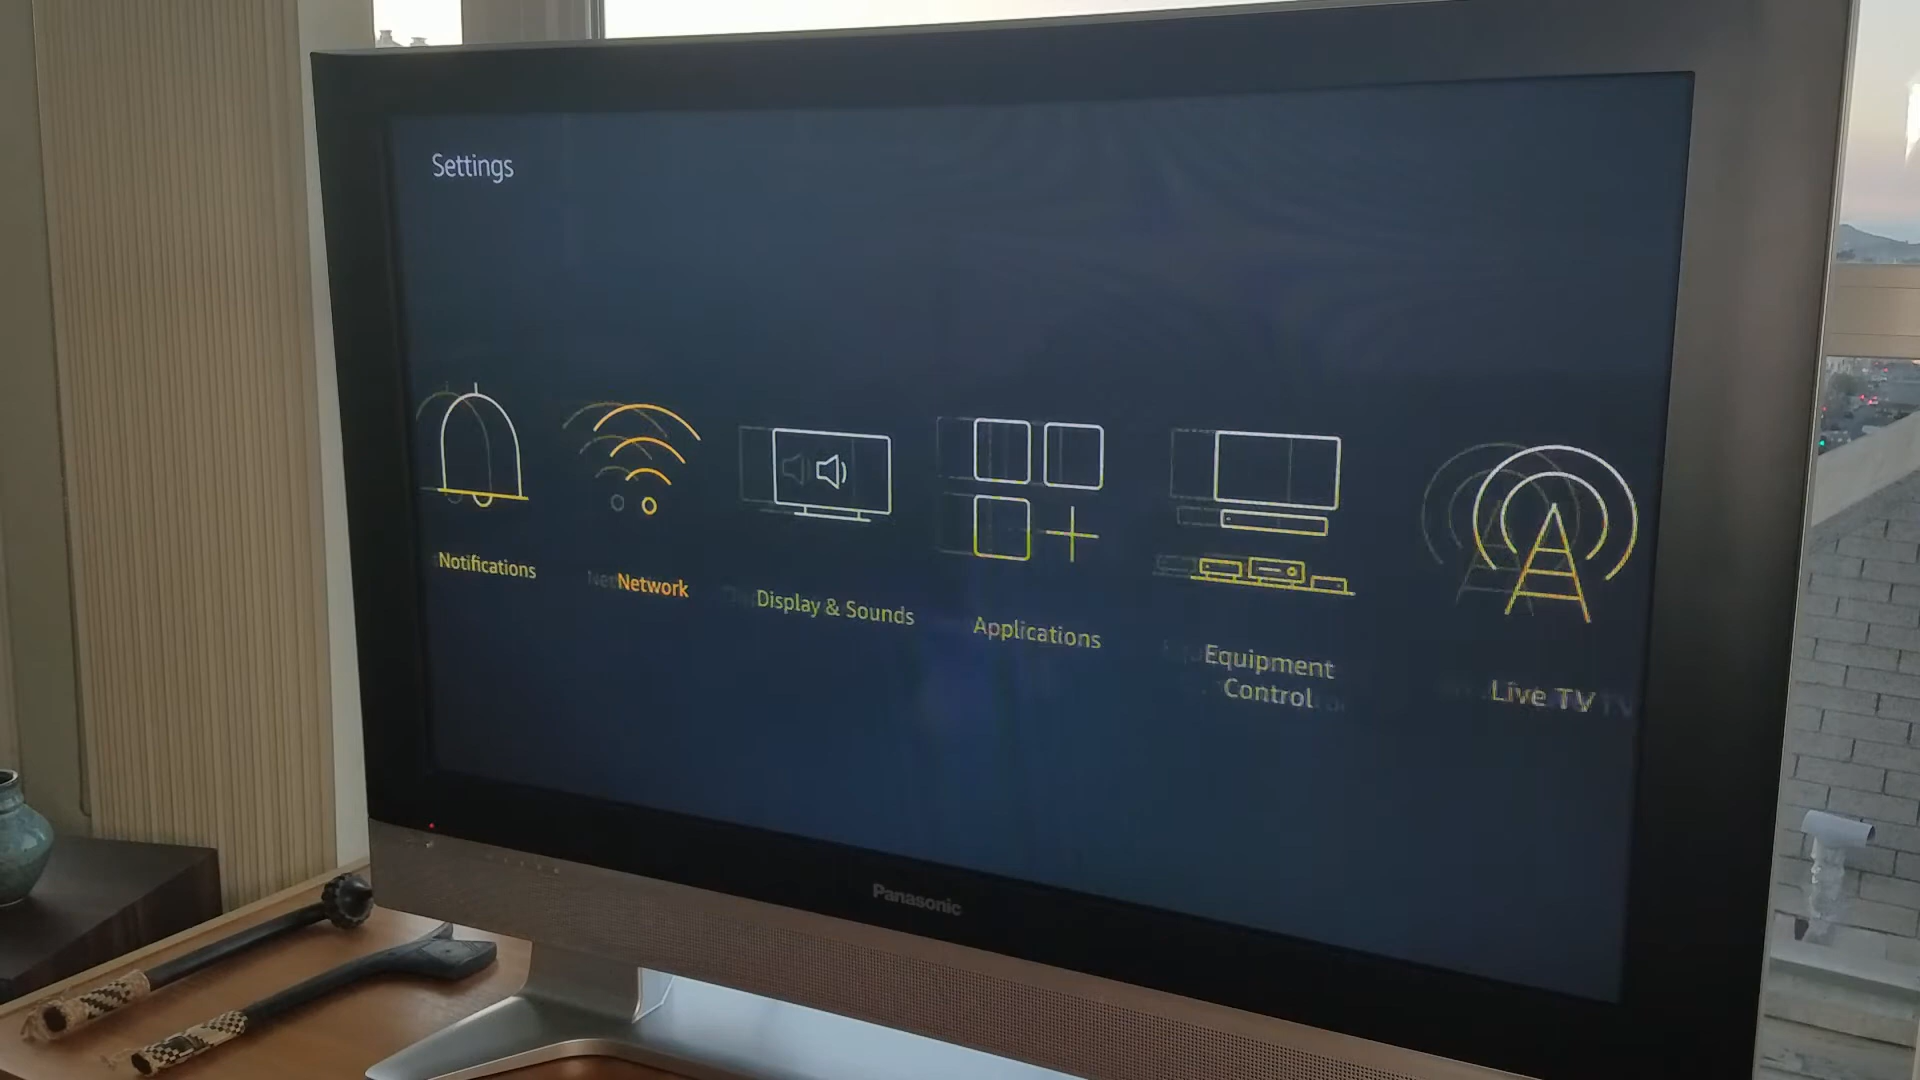 Settings
Notifications
Network
Display & Sounds
Applications
Equipment
Control
Live TV
Panasonic